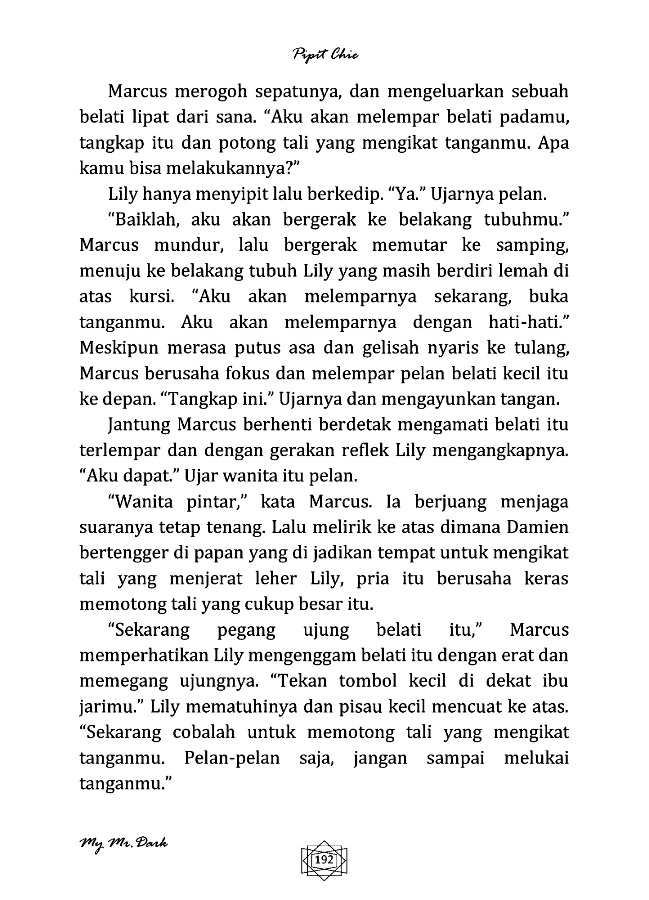 Pipit Chie
Marcus merogoh sepatunya, dan mengeluarkan sebuah
belati lipat dari sana. “Aku akan melempar belati padamu,
tangkap itu dan potong tali yang mengikat tanganmu. Apa
kamu bisa melakukannya?”
Lily hanya menyipit lalu berkedip. “Ya.” Ujarnya pelan.
“Baiklah, aku akan bergerak ke belakang tubuhmu.”
Marcus mundur, lalu bergerak memutar ke samping,
menuju ke belakang tubuh Lily yang masih berdiri lemah di
atas kursi. “Aku akan melemparnya sekarang, buka
tanganmu. Aku akan melemparnya dengan hati-hati.”
Meskipun merasa putus asa dan gelisah nyaris ke tulang,
Marcus berusaha fokus dan melempar pelan belati kecil itu
ke depan. “Tangkap ini.” Ujarnya dan mengayunkan tangan.
Jantung Marcus berhenti berdetak mengamati belati itu
terlempar dan dengan gerakan reflek Lily mengangkapnya.
“Aku dapat.” Ujar wanita itu pelan.
“Wanita pintar,” kata Marcus. Ia berjuang menjaga
suaranya tetap tenang. Lalu melirik ke atas dimana Damien
bertengger di papan yang di jadikan tempat untuk mengikat
tali yang menjerat leher Lily, pria itu berusaha keras
memotong tali yang cukup besar itu.
“Sekarang pegang ujung belati itu,” Marcus
memperhatikan Lily mengenggam belati itu dengan erat dan
memegang ujungnya. “Tekan tombol kecil di dekat ibu
jarimu.” Lily mematuhinya dan pisau kecil mencuat ke atas.
“Sekarang cobalah untuk memotong tali yang mengikat
tanganmu. Pelan-pelan saja, jangan sampai melukai
tanganmu.”
My Mr. Dark
192